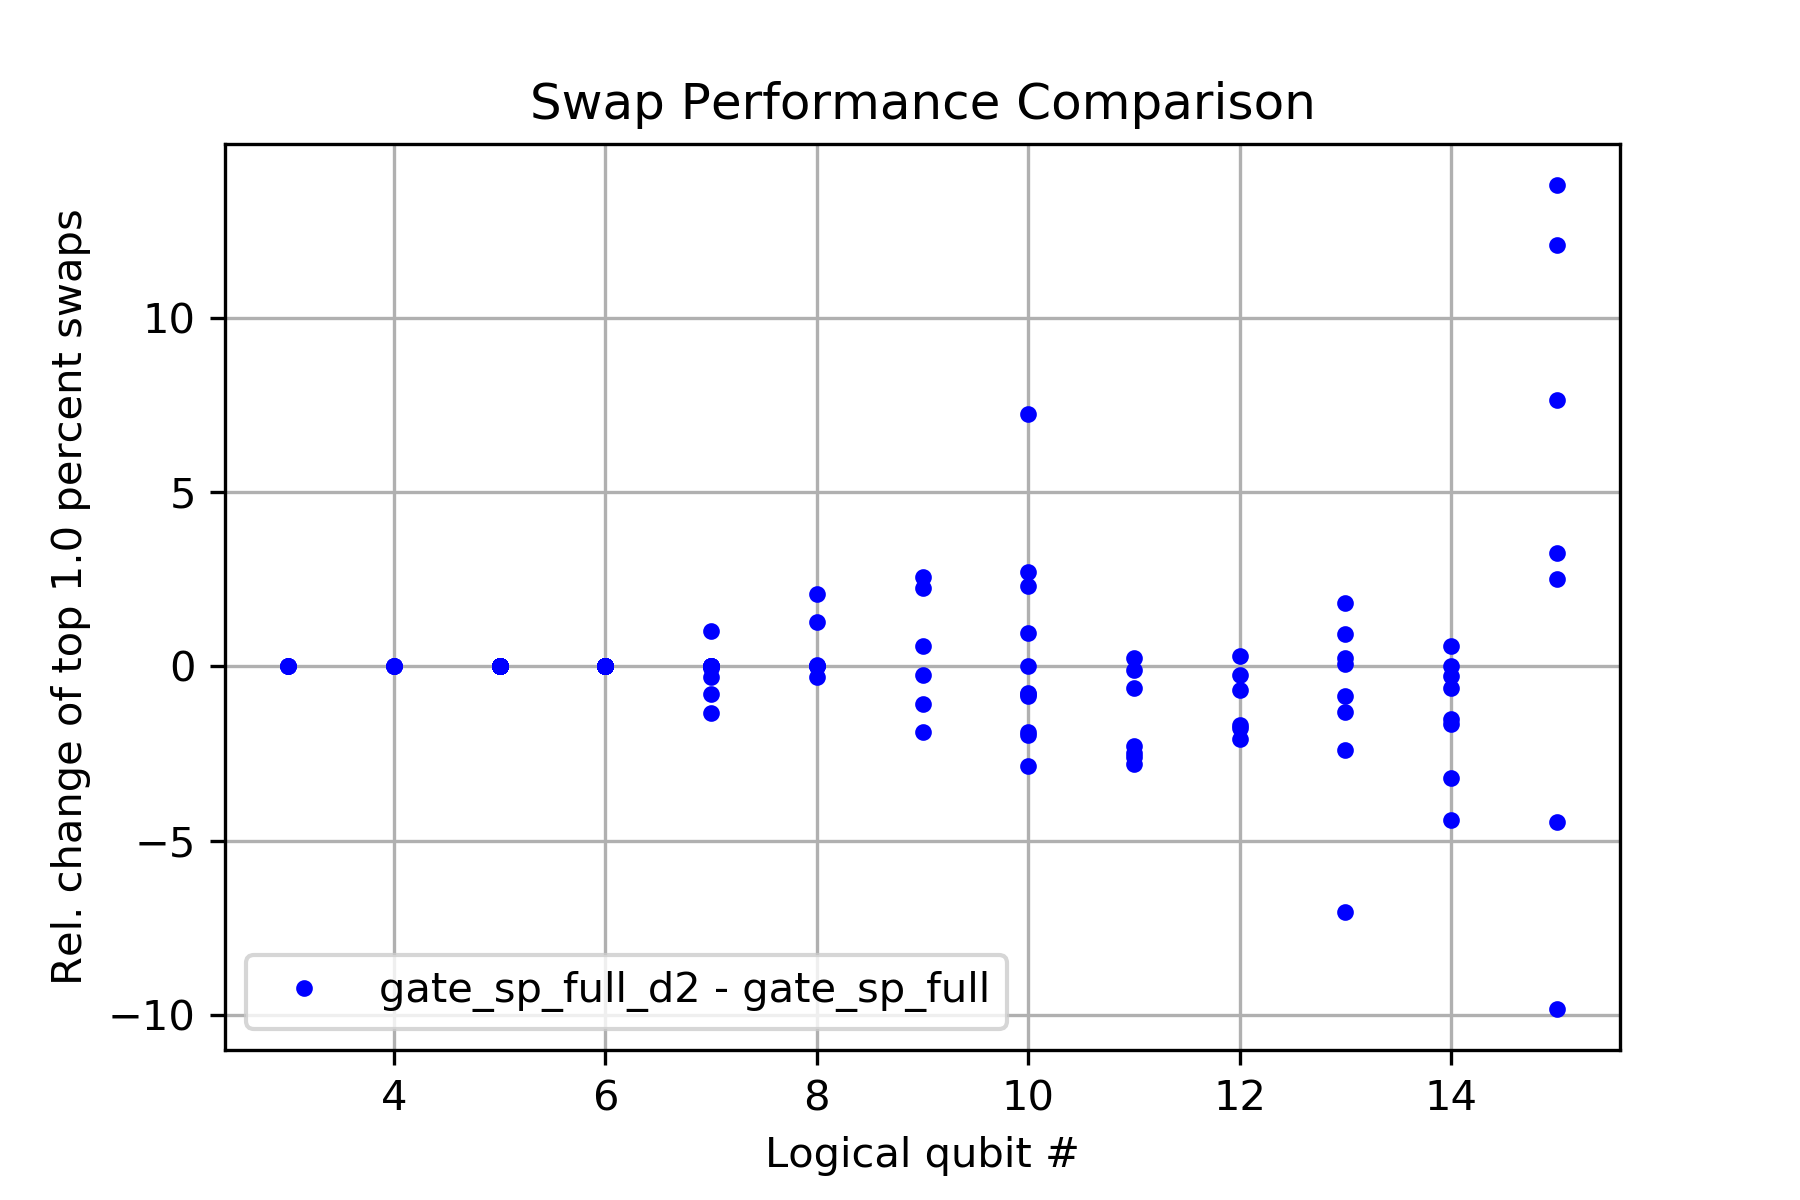 Swap Performance Comparison
Rel. change of top 1.0 percent swaps
10
5
0
−5
−10
gate_sp_full_d2 - gate_sp_full
4 6 8 10 12 14
Logical qubit #